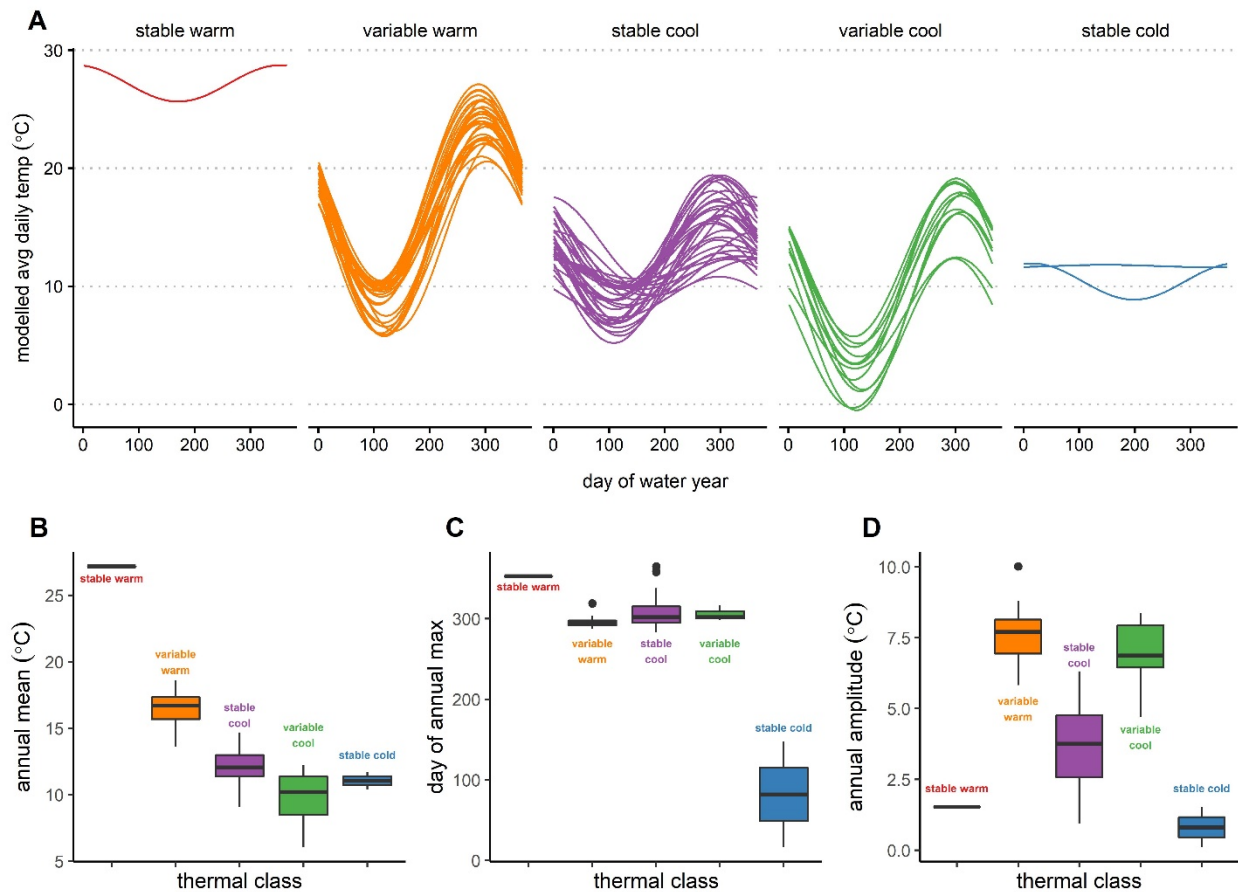 A
stable warm
variable warm
stable cool
variable cool
stable cold
modelled avg daily temp (°C)
30
20
10
0
0 100 200 300
0 100 200 300
0 100 200 300
0 100 200 300
0 100 200 300
day of water year
B
annual mean (°C)
25
20
15
10
5
stable warm
variable
warm
stable
cool
variable
cool
stable cold
thermal class
C
day of annual max
300
200
100
0
stable warm
variable
warm
stable
cool
variable
cool
stable cold
thermal class
D
annual amplitude (°C)
10.0
7.5
5.0
2.5
0.0
stable warm
variable
warm
stable
cool
variable
cool
stable cold
thermal class